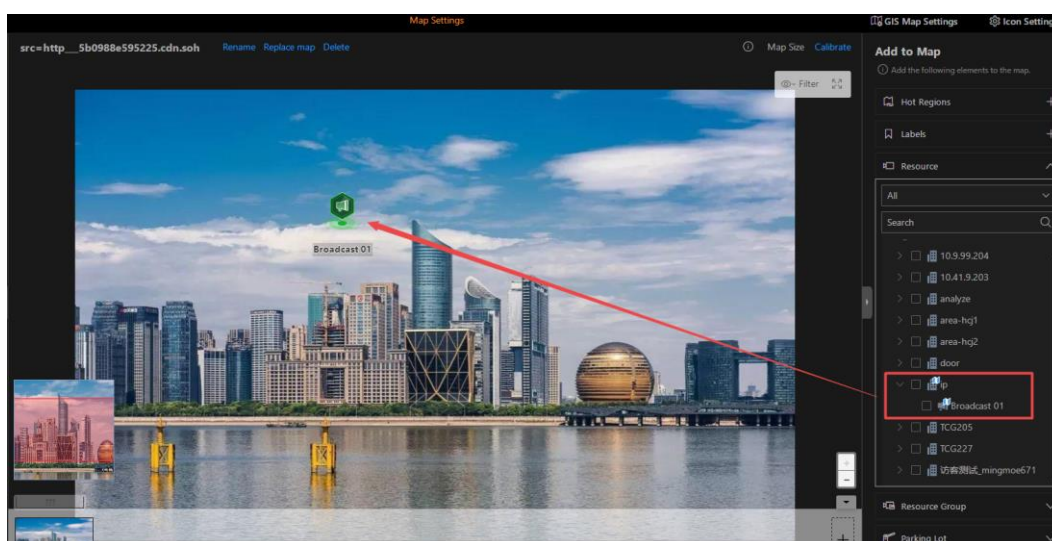 Map Settings
GIS Map Settings
Icon Setting
src=http___5b0988e595225.cdn.soh
Rename
Replace map
Delete
Map Size
Calibrate
Add to Map
Add the following elements to the map.
Filter
Hot Regions
Labels
Resource
All
Search
10.9.99.204
10.41.9.203
analyze
area-hcj1
area-hcj2
door
ip
Broadcast 01
TCG205
TCG227
访客测试_mingmoe671
Resource Group
Parking Lot
Broadcast 01